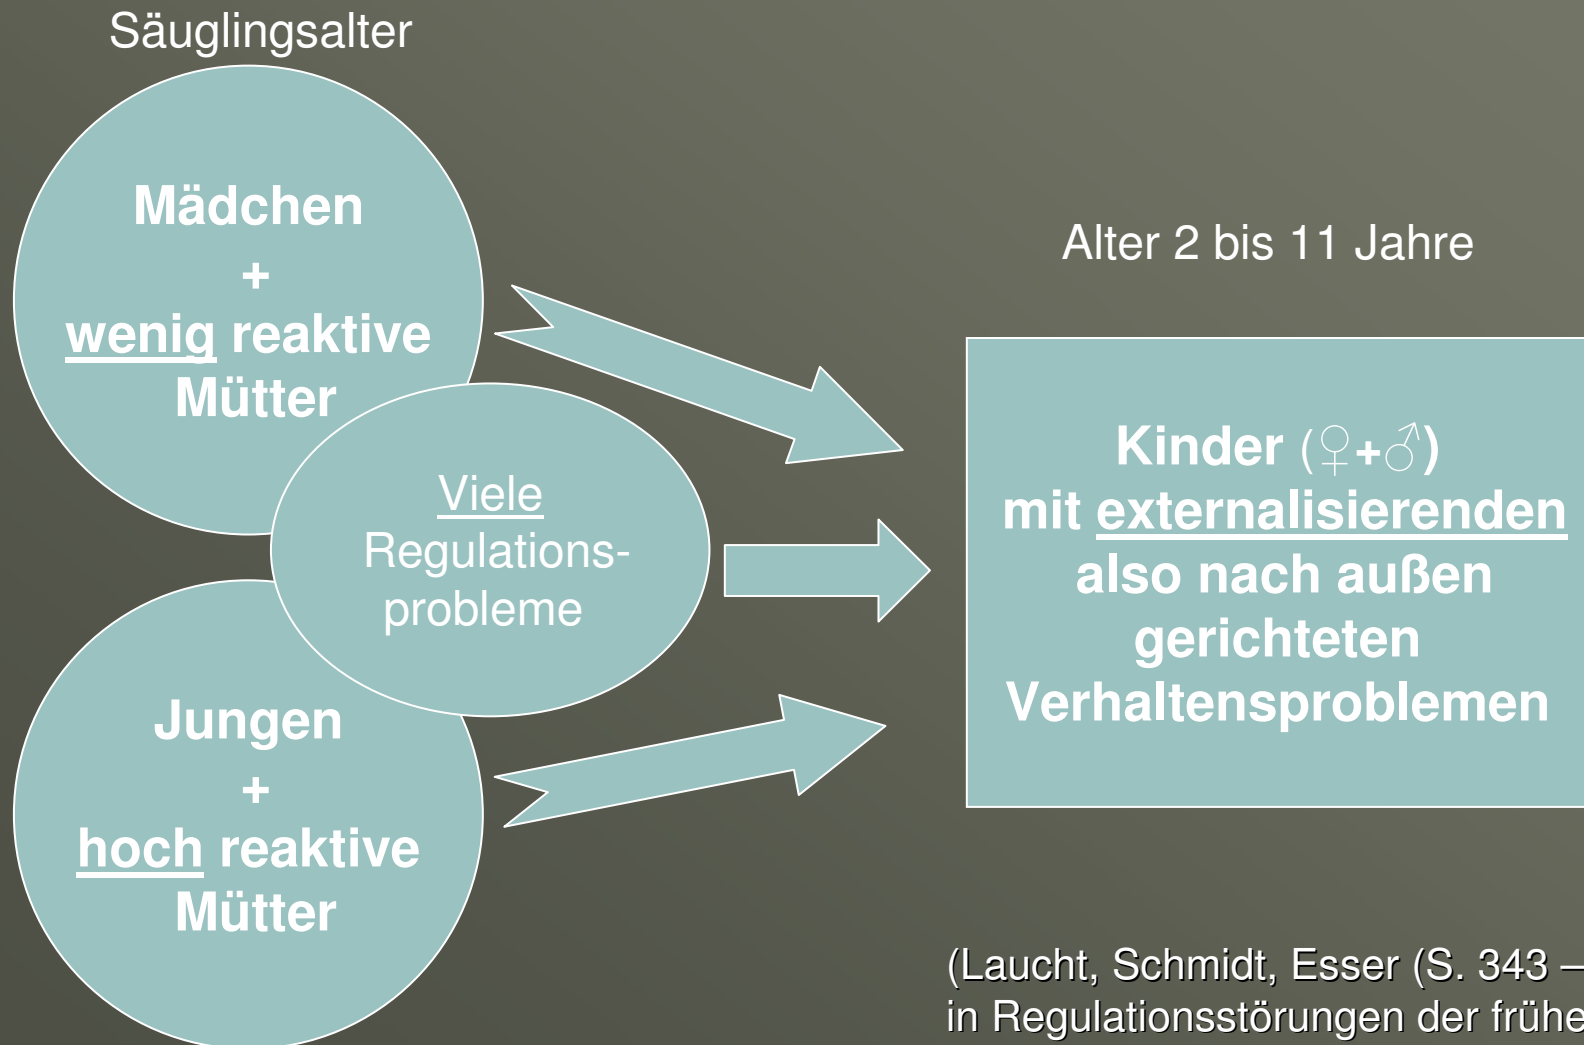 Säuglingsalter
Mädchen
+
wenig reaktive
Mütter
Viele
Regulations-
probleme
Jungen
+
hoch reaktive
Mütter
Alter 2 bis 11 Jahre
Kinder (♀+♂)
mit externalisierenden
also nach außen
gerichteten
Verhaltensproblemen
(Laucht, Schmidt, Esser (S. 343 –
in Regulationsstörungen der frühe